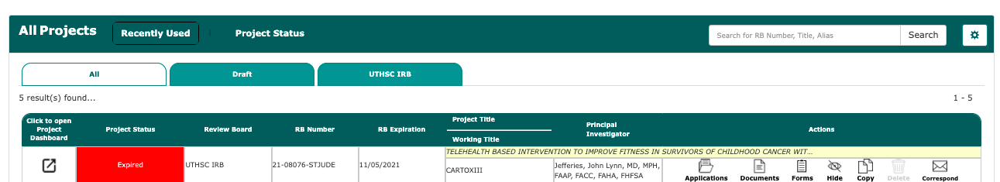 All Projects
Recently Used
Project Status
Search for RB Number, Title, Alias
Search
All
Draft
UTHSC IRB
5 result(s) found...
1 - 5
Click to open
Project
Dashboard
Project Status
Review Board
RB Number
RB Expiration
Project Title
Working Title
Principal
Investigator
Actions
Expired
UTHSC IRB
21-08076-STJUDE
11/05/2021
TELEHEALTH BASED INTERVENTION TO IMPROVE FITNESS IN SURVIVORS OF CHILDHOOD CANCER WIT...
CARTOXIII
Jefferies, John Lynn, MD, MPH,
FAAP, FACC, FAHA, FHFSA
Applications
Documents
Forms
Hide
Copy
Delete
Correspond